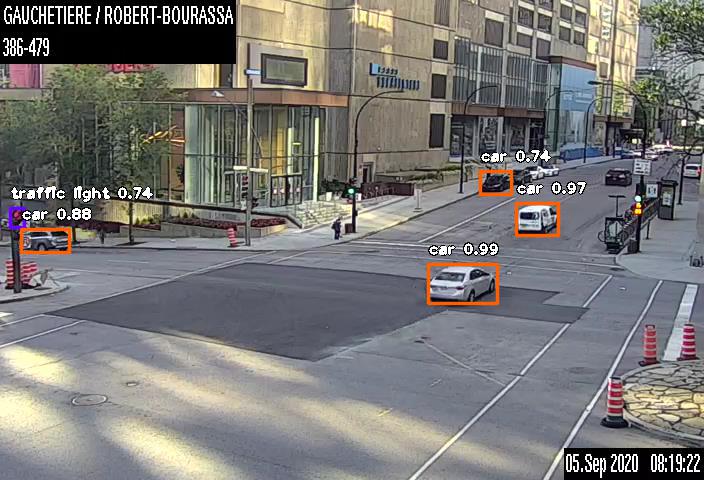 GAUCHETIERE / ROBERT-BOURASSA
386-479
car 0.74
car 0.97
traffic light 0.74
car 0.88
car 0.99
05.Sep 2020 08:19:22